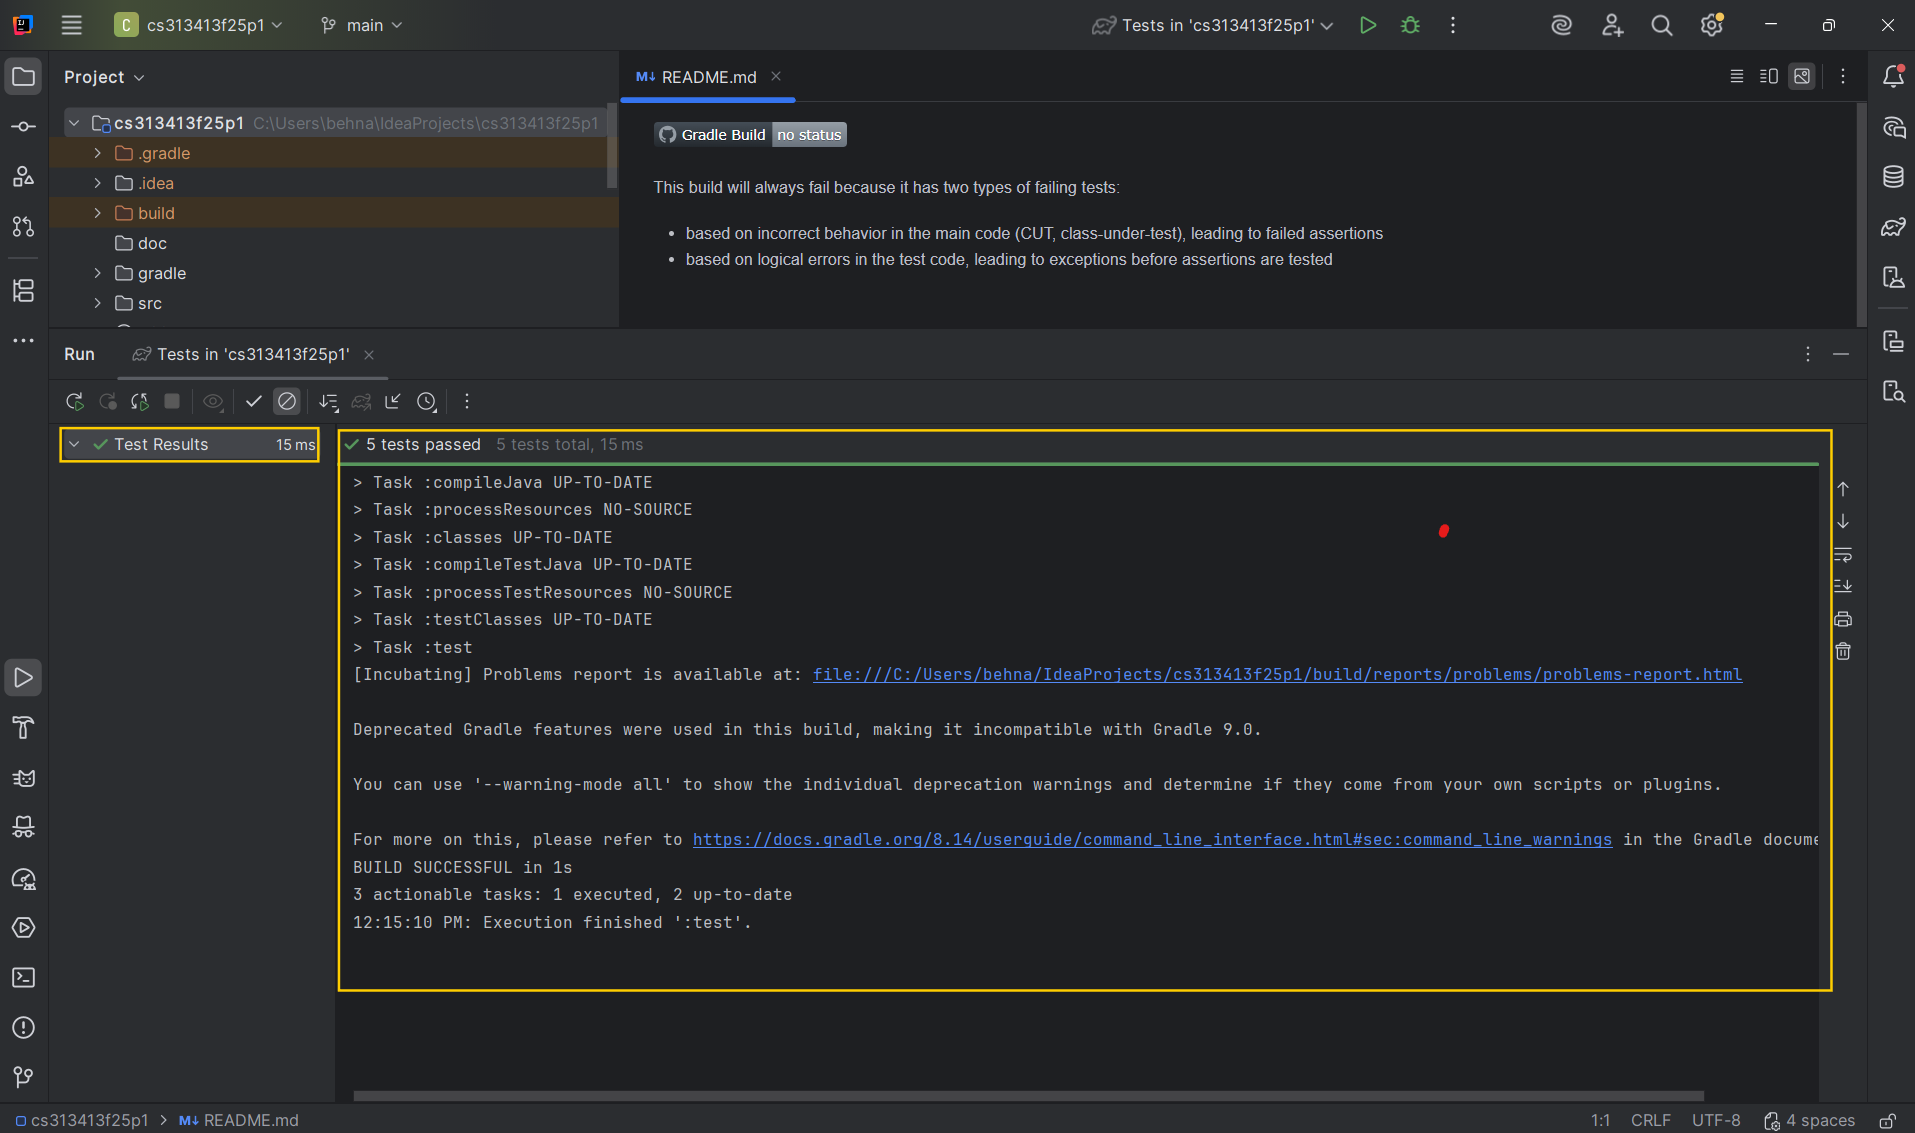 cs313413f25p1
main
Tests in 'cs313413f25p1'
Project
README.md
cs313413f25p1 C:\Users\behna\IdeaProjects\cs313413f25p1
.gradle
.idea
build
doc
gradle
src
Gradle Build no status
This build will always fail because it has two types of failing tests:
• based on incorrect behavior in the main code (CUT, class-under-test), leading to failed assertions
• based on logical errors in the test code, leading to exceptions before assertions are tested
Run
Tests in 'cs313413f25p1'
Test Results 15 ms
5 tests passed 5 tests total, 15 ms
> Task :compileJava UP-TO-DATE
> Task :processResources NO-SOURCE
> Task :classes UP-TO-DATE
> Task :compileTestJava UP-TO-DATE
> Task :processTestResources NO-SOURCE
> Task :testClasses UP-TO-DATE
> Task :test
[Incubating] Problems report is available at: file:///C:/Users/behna/IdeaProjects/cs313413f25p1/build/reports/problems/problems-report.html
Deprecated Gradle features were used in this build, making it incompatible with Gradle 9.0.
You can use '--warning-mode all' to show the individual deprecation warnings and determine if they come from your own scripts or plugins.
For more on this, please refer to https://docs.gradle.org/8.14/userguide/command_line_interface.html#sec:command_line_warnings in the Gradle docume
BUILD SUCCESSFUL in 1s
3 actionable tasks: 1 executed, 2 up-to-date
12:15:10 PM: Execution finished ':test'.
cs313413f25p1 > README.md
1:1 CRLF UTF-8 4 spaces